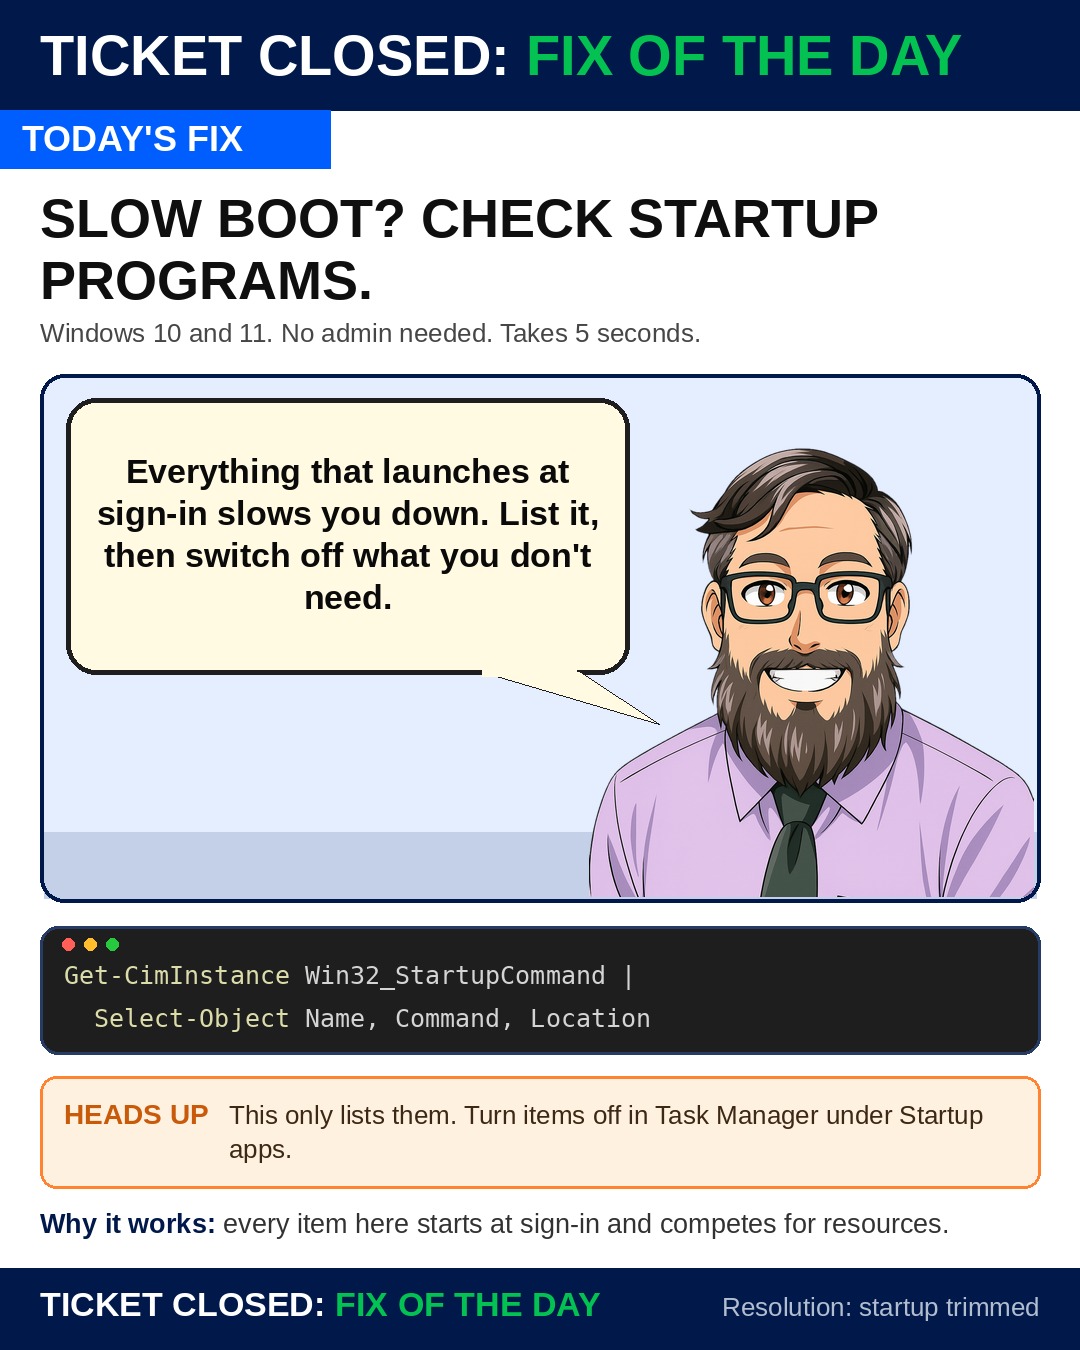 TICKET CLOSED: FIX OF THE DAY
TODAY'S FIX
SLOW BOOT? CHECK STARTUP
PROGRAMS.
Windows 10 and 11. No admin needed. Takes 5 seconds.
Everything that launches at
sign-in slows you down. List it,
then switch off what you don't
need.
Get-CimInstance Win32_StartupCommand |
  Select-Object Name, Command, Location
HEADS UP This only lists them. Turn items off in Task Manager under Startup
apps.
Why it works: every item here starts at sign-in and competes for resources.
TICKET CLOSED: FIX OF THE DAY
Resolution: startup trimmed